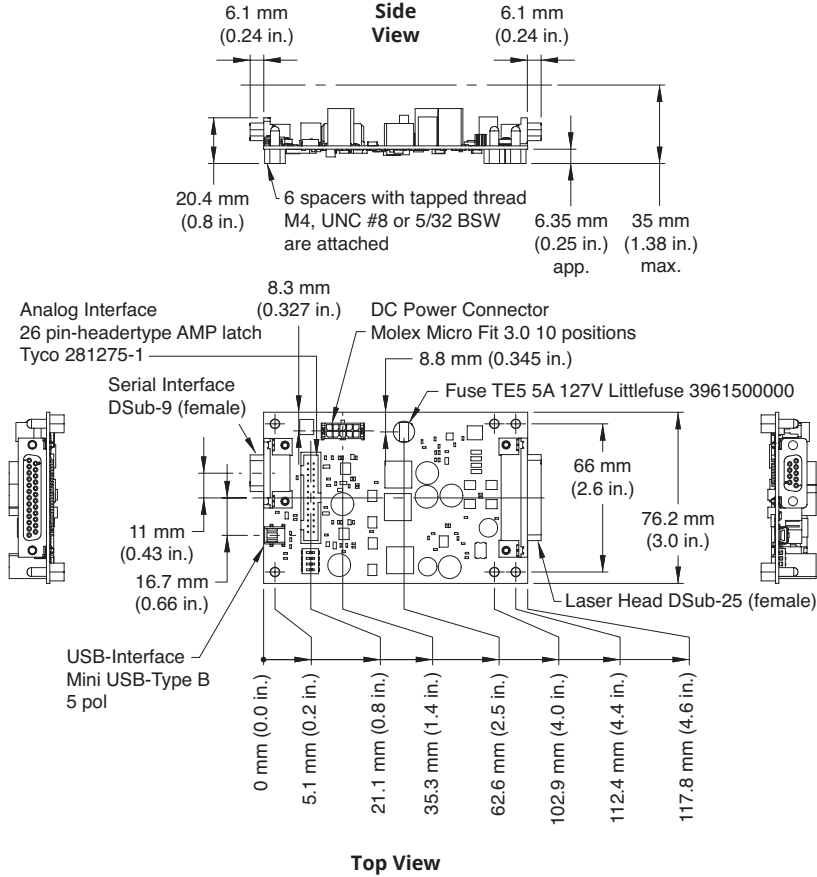 6.1 mm
(0.24 in.)
Side
View
6.1 mm
(0.24 in.)
20.4 mm
(0.8 in.)
6 spacers with tapped thread
M4, UNC #8 or 5/32 BSW
are attached
6.35 mm
(0.25 in.)
app.
35 mm
(1.38 in.)
max.
8.3 mm
(0.327 in.)
Analog Interface
26 pin-headertype AMP latch
Tyco 281275-1
DC Power Connector
Molex Micro Fit 3.0 10 positions
8.8 mm (0.345 in.)
Serial Interface
DSub-9 (female)
Fuse TE5 5A 127V Littlefuse 3961500000
66 mm
(2.6 in.)
76.2 mm
(3.0 in.)
11 mm
(0.43 in.)
16.7 mm
(0.66 in.)
Laser Head DSub-25 (female)
USB-Interface
Mini USB-Type B
5 pol
0 mm (0.0 in.)
5.1 mm (0.2 in.)
21.1 mm (0.8 in.)
35.3 mm (1.4 in.)
62.6 mm (2.5 in.)
102.9 mm (4.0 in.)
112.4 mm (4.4 in.)
117.8 mm (4.6 in.)
Top View